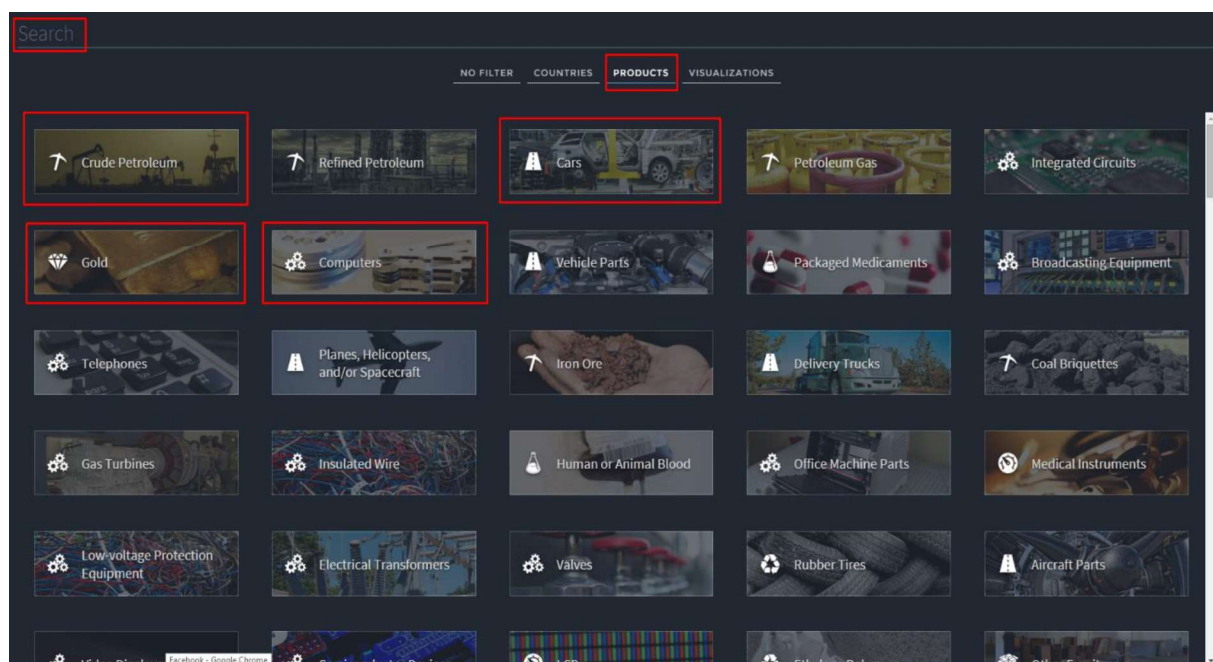 Search
NO FILTER COUNTRIES PRODUCTS VISUALIZATIONS
Crude Petroleum
Refined Petroleum
Cars
Petroleum Gas
Integrated Circuits
Gold
Computers
Vehicle Parts
Packaged Medicaments
Broadcasting Equipment
Telephones
Planes, Helicopters,
and/or Spacecraft
Iron Ore
Delivery Trucks
Coal Briquettes
Gas Turbines
Insulated Wire
Human or Animal Blood
Office Machine Parts
Medical Instruments
Low-voltage Protection
Equipment
Electrical Transformers
Valves
Rubber Tires
Aircraft Parts
Facebook - Google Chrome